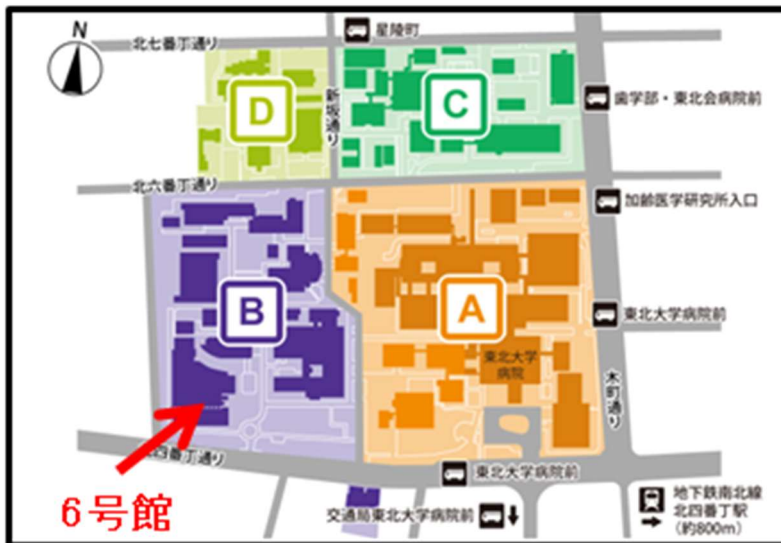 N
北七番丁通り
星陵町
D
新坂通り
C
歯学部・東北会病院前
北六番丁通り
加齢医学研究所入口
B
A
東北大学病院前
東北大学
病院
木町通り
四番丁通り
東北大学病院前
6号館
交通局東北大学病院前
地下鉄南北線
北四番丁駅
(約800m)